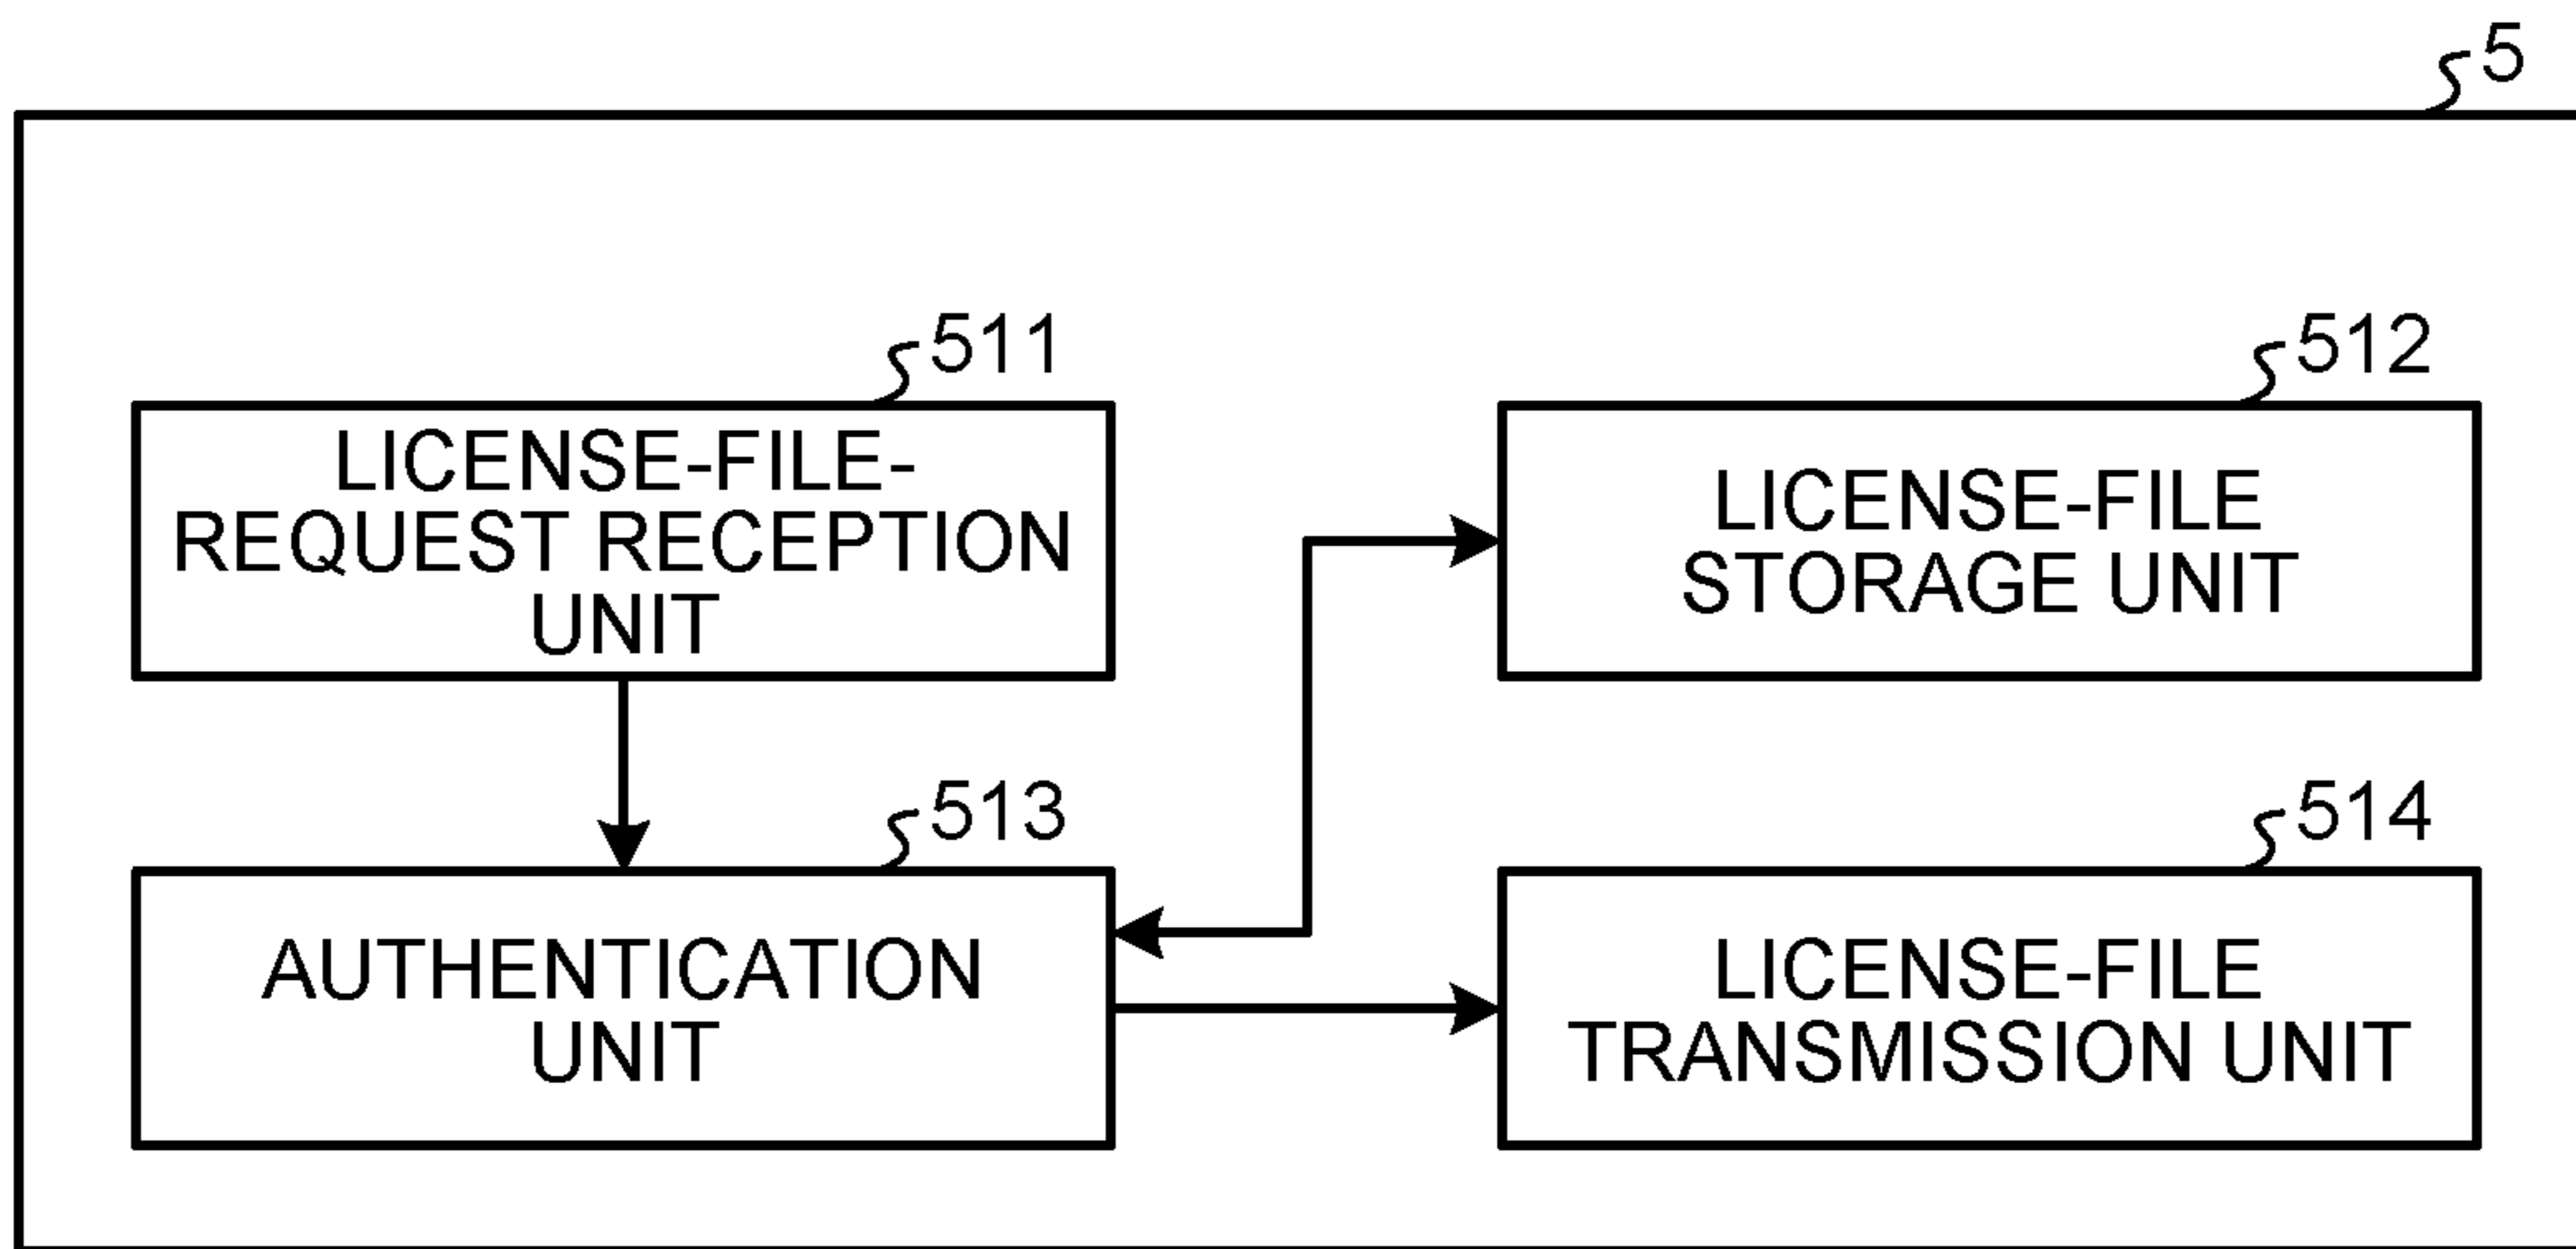 5
511
LICENSE-FILE-
REQUEST RECEPTION
UNIT
512
LICENSE-FILE
STORAGE UNIT
513
AUTHENTICATION
UNIT
514
LICENSE-FILE
TRANSMISSION UNIT